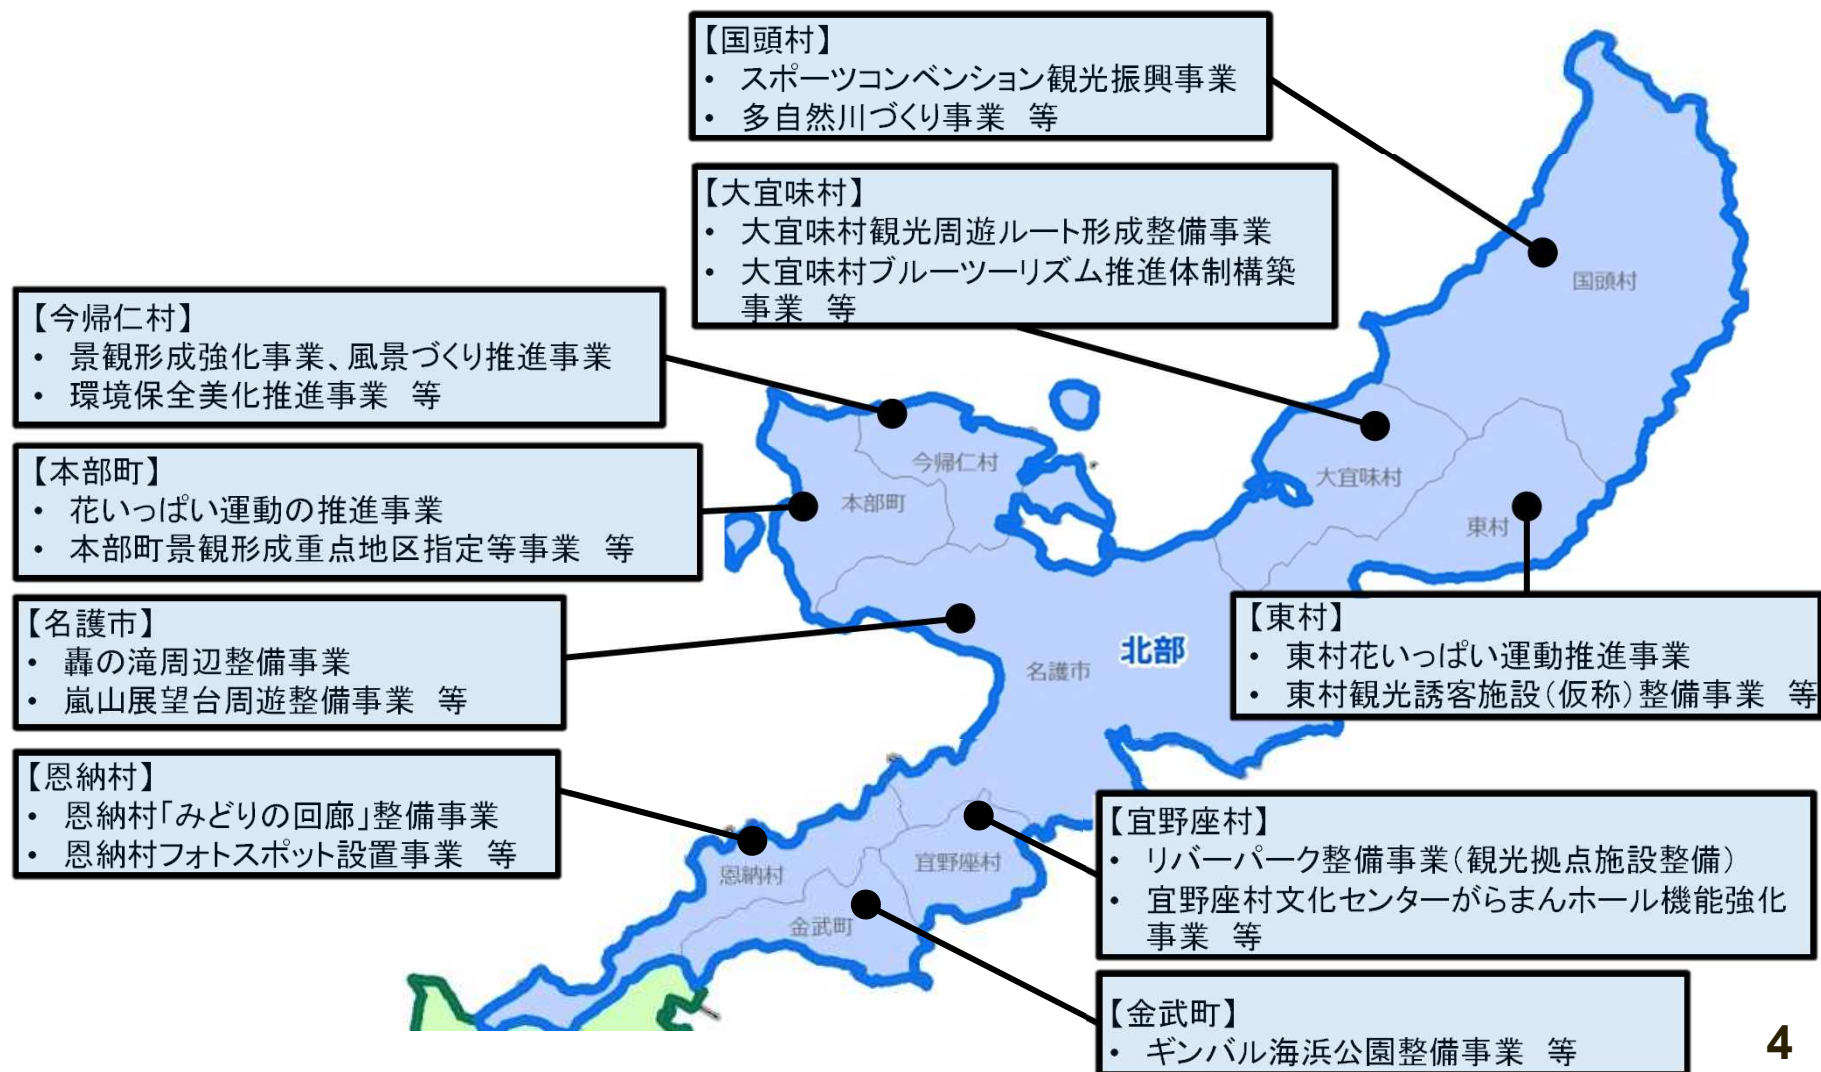 【国頭村】
• スポーツコンベンション観光振興事業
• 多自然川づくり事業　等
【大宜味村】
• 大宜味村観光周遊ルート形成整備事業
• 大宜味村ブルーツーリズム推進体制構築
事業　等
【今帰仁村】
• 景観形成強化事業、風景づくり推進事業
• 環境保全美化推進事業　等
【本部町】
• 花いっぱい運動の推進事業
• 本部町景観形成重点地区指定等事業　等
【名護市】
• 轟の滝周辺整備事業
• 嵐山展望台周遊整備事業　等
【恩納村】
• 恩納村「みどりの回廊」整備事業
• 恩納村フォトスポット設置事業　等
【東村】
• 東村花いっぱい運動推進事業
• 東村観光誘客施設（仮称）整備事業　等
【宜野座村】
• リバーパーク整備事業（観光拠点施設整備）
• 宜野座村文化センターがらまんホール機能強化
事業　等
【金武町】
• ギンバル海浜公園整備事業　等
国頭村
大宜味村
東村
今帰仁村
本部町
名護市
北部
宜野座村
恩納村
金武町
4